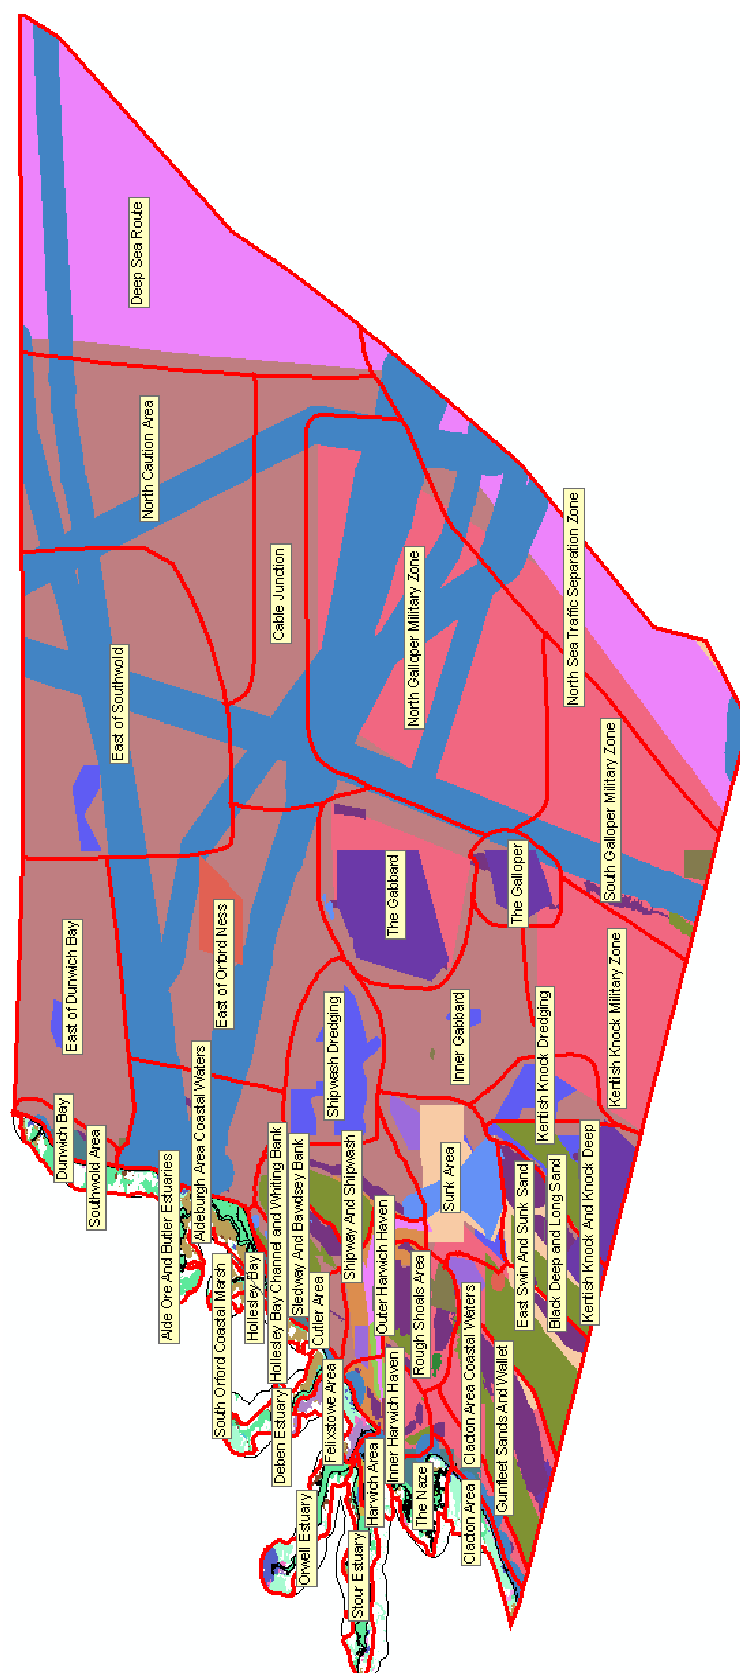 Dunwich Bay
East of Dunwich Bay
Southwold Area
East of Southwold
Deep Sea Route
North Caution Area
Alde Ore And Butler Estuaries
Aldeburgh Area Coastal Waters
South Orford Coastal Marsh
East of Orford Ness
Hollesley Bay
Hollesley Bay Channel and Whiting Bank
Deben Estuary
Cable Junction
Sledway And Bawdsey Bank
Orwell Estuary
Cutler Area
Felixstowe Area
Shipwash Dredging
Shipway And Shipwash
Stour Estuary
Harwich Area
Outer Harwich Haven
Inner Harwich Haven
The Gabbard
North Galloper Military Zone
The Naze
Rough Shoals Area
Sunk Area
Inner Gabbard
Clacton Area
Clacton Area Coastal Waters
Gunfleet Sands And Wallet
The Galloper
East Swin And Sunk Sand
Kentish Knock Dredging
Black Deep and Long Sand
North Sea Traffic Separation Zone
Kentish Knock And Knock Deep
South Galloper Military Zone
Kentish Knock Military Zone